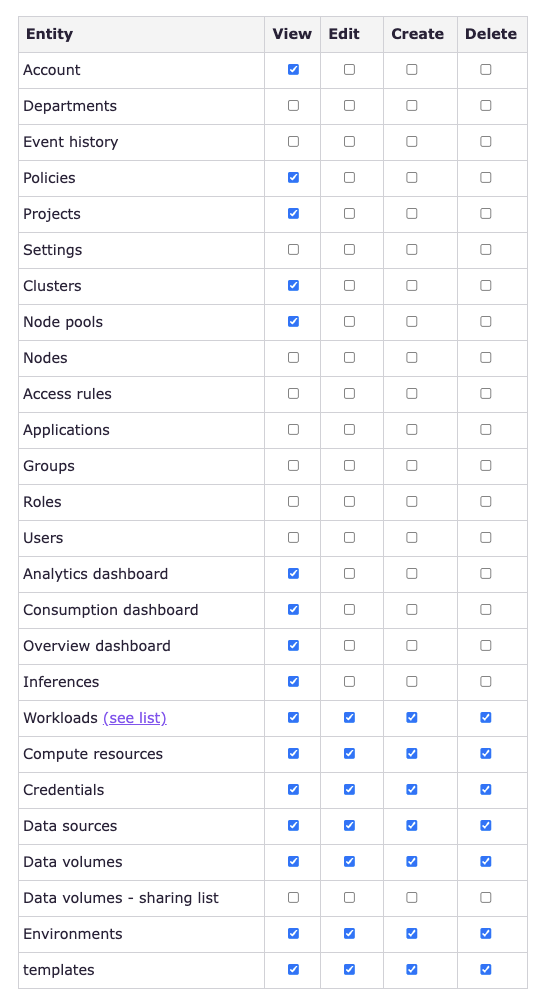 Entity View Edit Create Delete
Account
Departments
Event history
Policies
Projects
Settings
Clusters
Node pools
Nodes
Access rules
Applications
Groups
Roles
Users
Analytics dashboard
Consumption dashboard
Overview dashboard
Inferences
Workloads (see list)
Compute resources
Credentials
Data sources
Data volumes
Data volumes - sharing list
Environments
templates